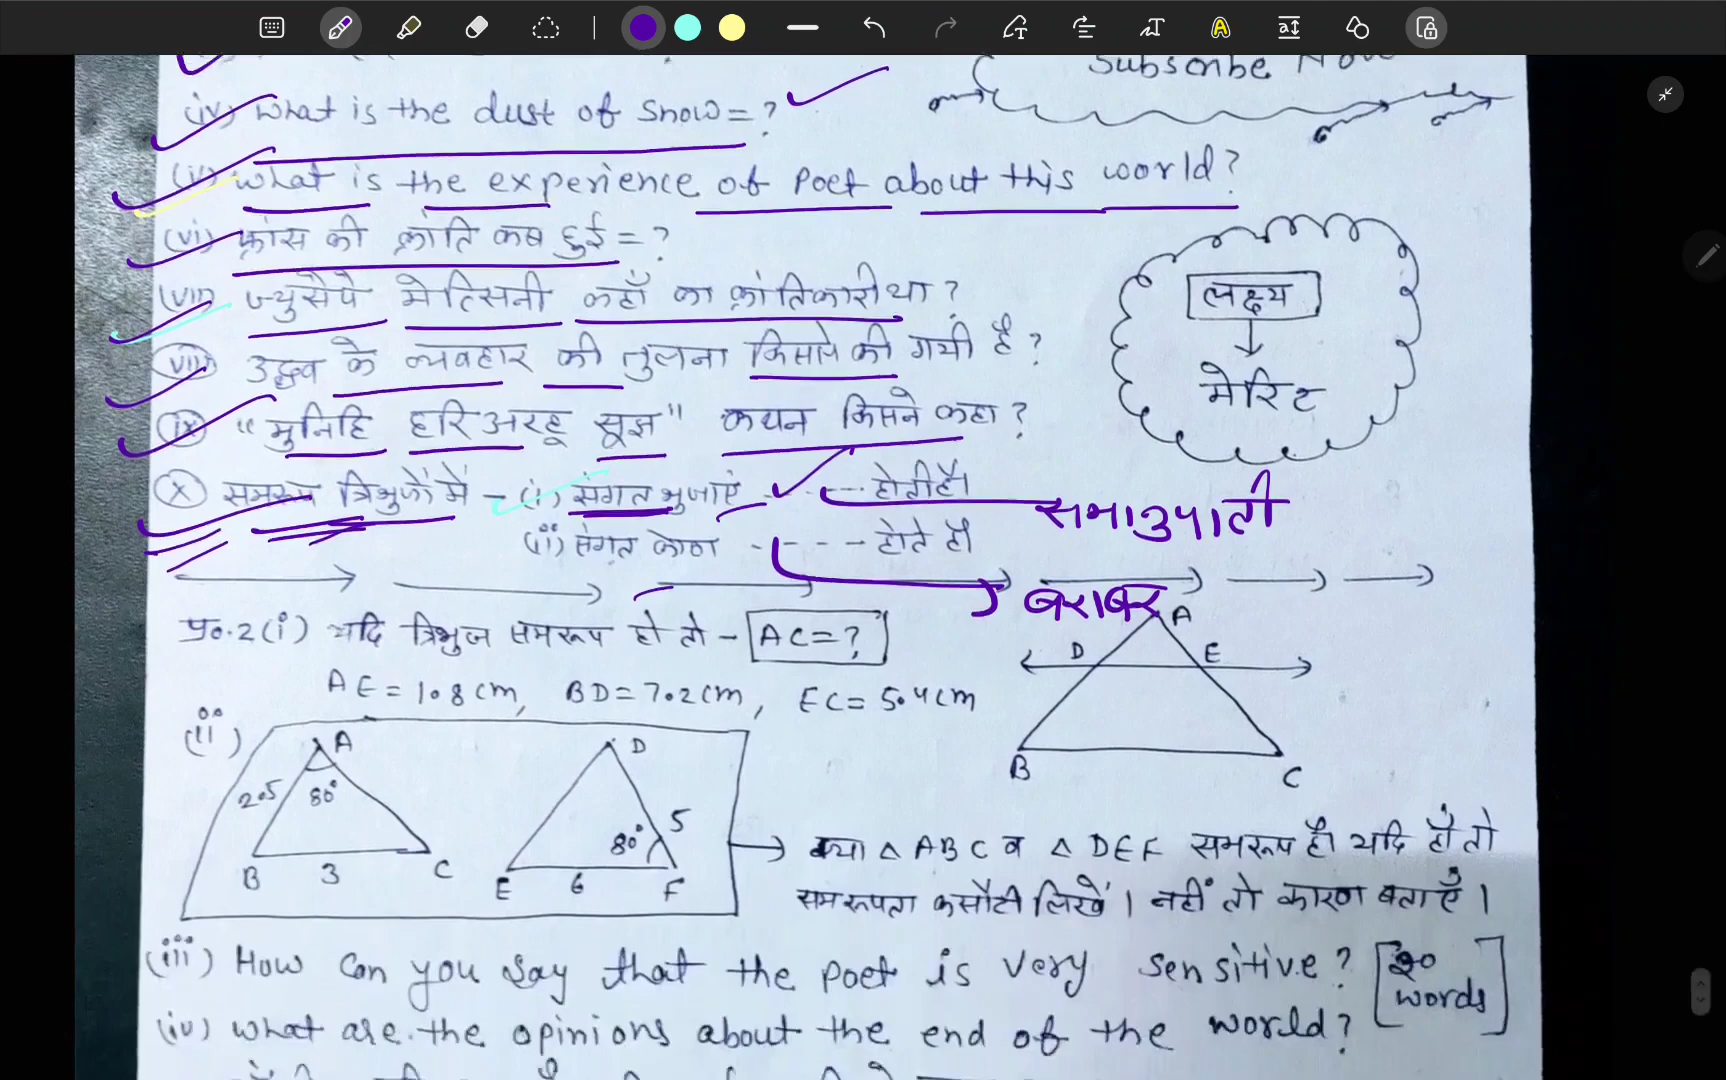 Subscribe Now
(iv) What is the dust of snow = ?
(v) What is the experience of Poet about this world?
(vi) फ्रांस की क्रांति कब हुई = ?
(vii) ज्युसेपे मेत्सिनी कहाँ का क्रांतिकारी था ?
(viii) उद्धव के व्यवहार की तुलना किससे की गयी है ?
(ix) "मुनिहि हरिअरइ सूझ" कथन किसने कहा ?
(x) समरूप त्रिभुजों में - (i) संगत भुजाएं ---- होती है।
समानुपाती
(ii) संगत कोण ---- होते है।
बराबर
लक्ष्य
मेरिट
प्र०.2 (i) यदि त्रिभुज समरूप हो तो - AC = ?
AE = 1.8 cm, BD = 7.2 cm, EC = 5.4 cm
A
D E
B C
(ii)
A
2.5 80°
B 3 C
D
5
80°
E 6 F
क्या △ ABC व △ DEF समरूप है। यदि हाँ तो
समरूपता कसौटी लिखें। नहीं तो कारण बताएँ।
(iii) How can you say that the poet is very sensitive? [30 words]
(iv) What are the opinions about the end of the world?